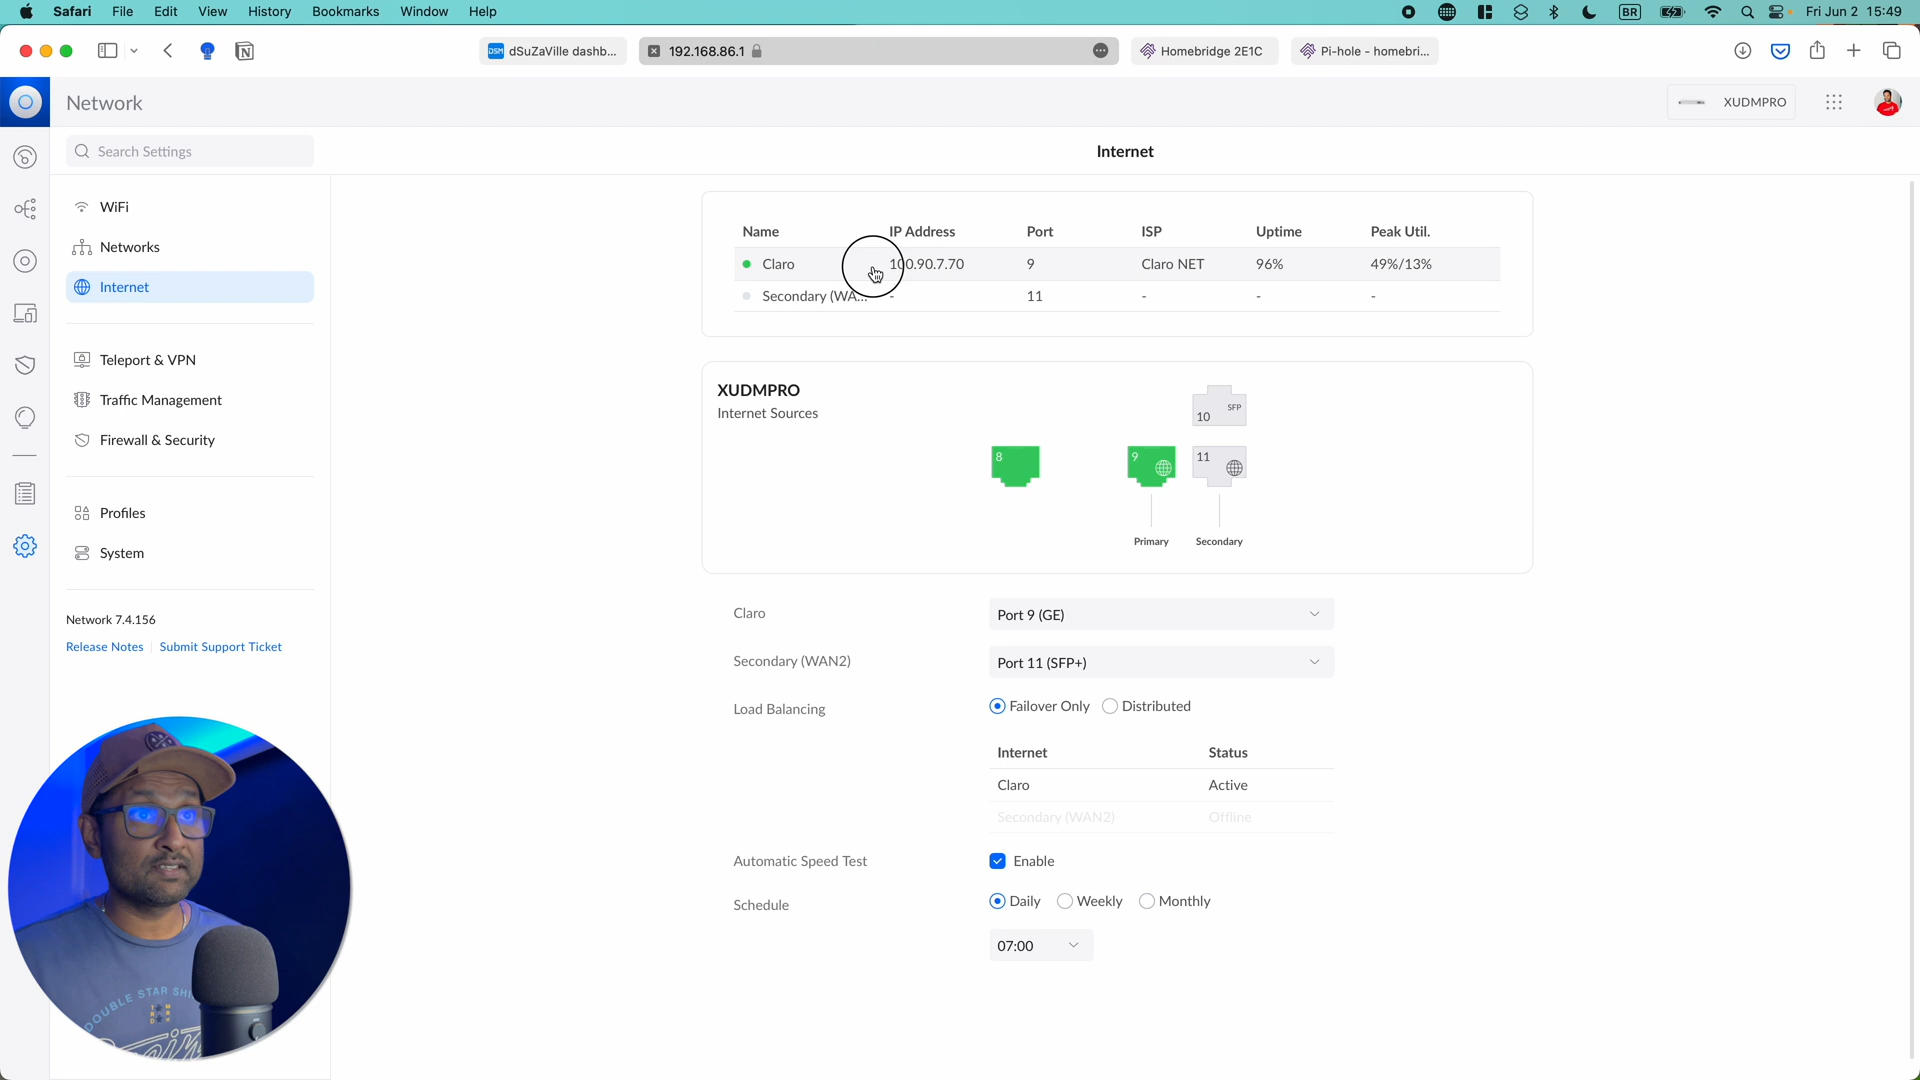 Safari File Edit View History Bookmarks Window Help BR Fri Jun 2 15:49
DSM dSuZaVille dashb... 192.168.86.1 Homebridge 2E1C Pi-hole - homebri...
Network XUDMPRO
Search Settings
Internet
WiFi
Networks
Internet
Teleport & VPN
Traffic Management
Firewall & Security
Profiles
System
Network 7.4.156
Release Notes Submit Support Ticket
Name IP Address Port ISP Uptime Peak Util.
Claro 100.90.7.70 9 Claro NET 96% 49%/13%
Secondary (WA... - 11 - - -
XUDMPRO
Internet Sources
10 SFP
8 9 11
Primary Secondary
Claro Port 9 (GE)
Secondary (WAN2) Port 11 (SFP+)
Load Balancing Failover Only Distributed
Internet Status
Claro Active
Secondary (WAN2) Offline
Automatic Speed Test Enable
Schedule Daily Weekly Monthly
07:00
DOUBLE STAR